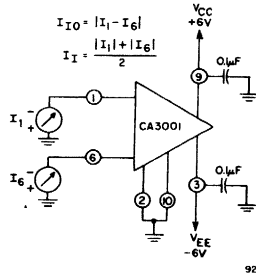 I_IO = |I_1 − I_6|
I_I = (|I_1| + |I_6|) / 2
V_CC
+6V
0.1µF
9
1
I_1
−
+
CA3001
6
I_6
−
+
2
10
3
0.1µF
V_EE
−6V
92